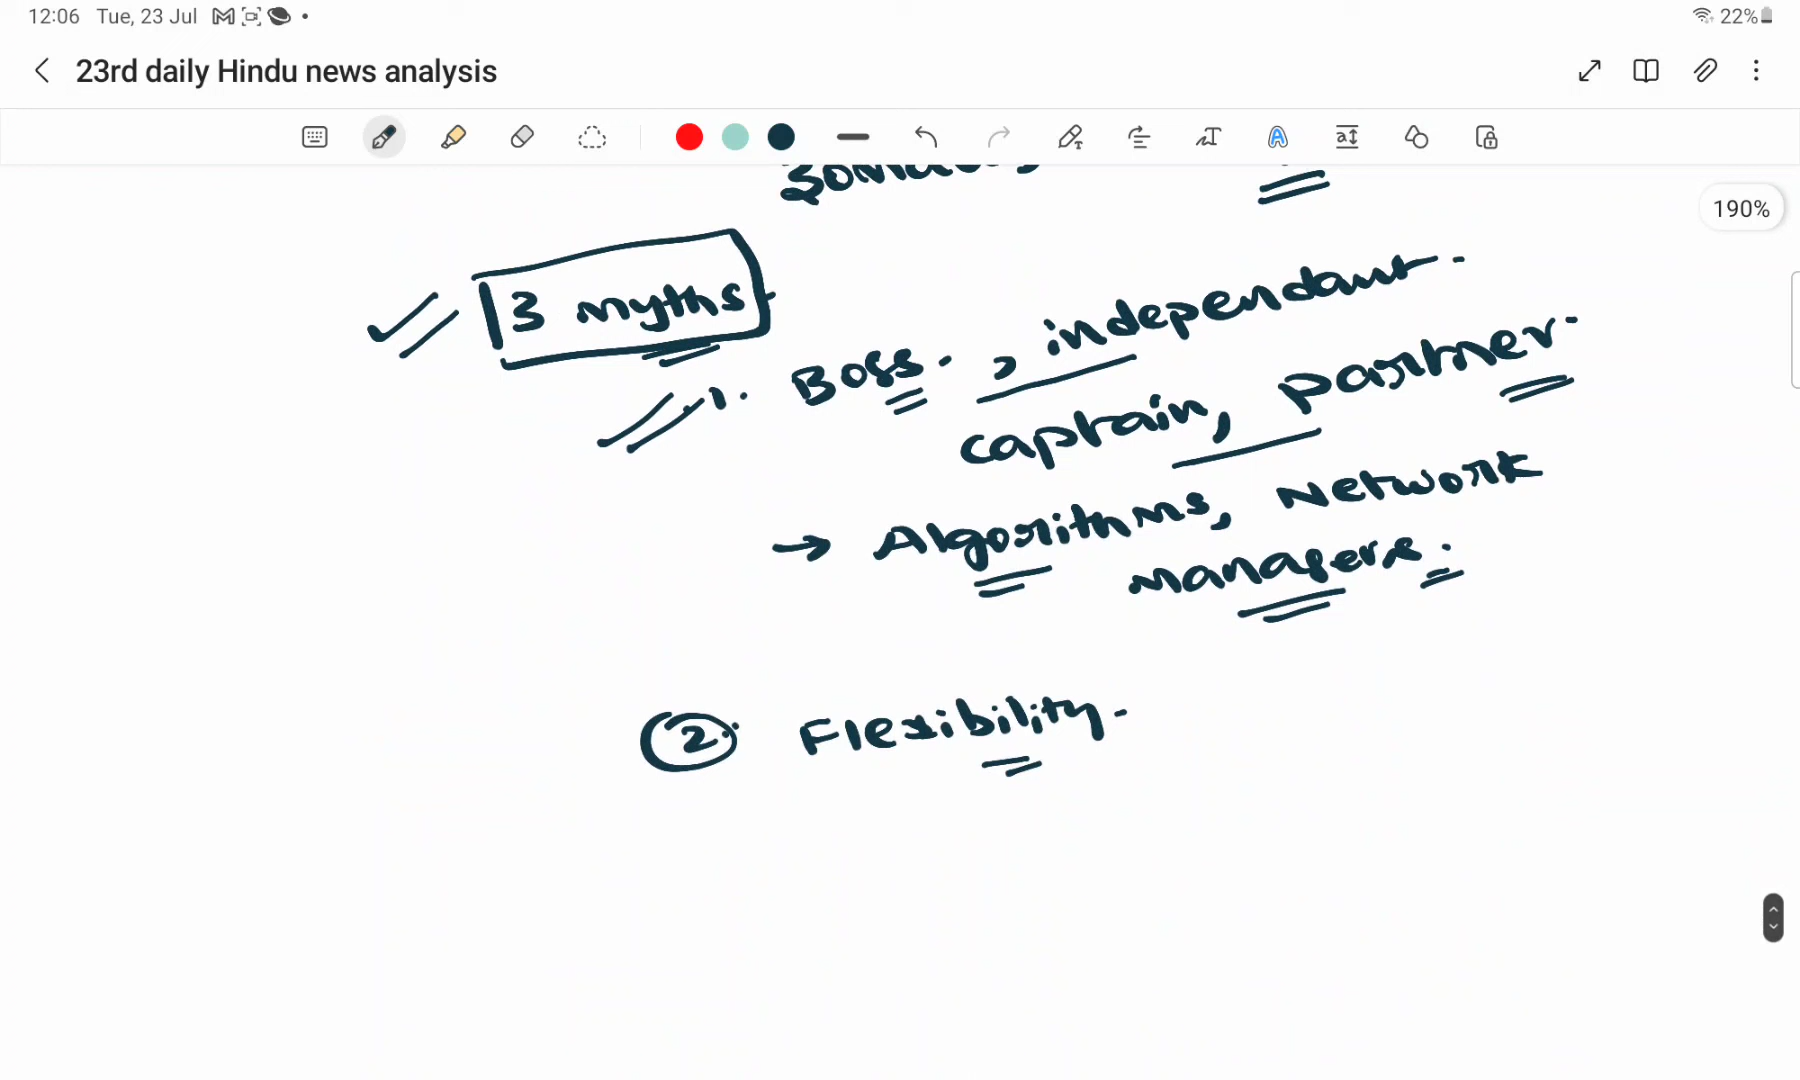 12:06 Tue, 23 Jul
22%
23rd daily Hindu news analysis
190%
3 myths
1. Boss. , independant.
captain, partner.
→ Algorithms, Network
managers.
2. Flexibility.